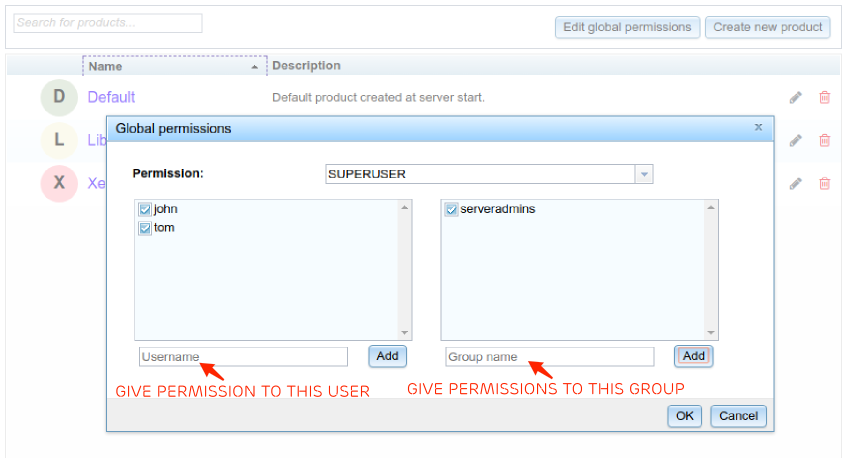 Search for products...
Edit global permissions
Create new product
Name
Description
D
Default
Default product created at server start.
Global permissions
x
L
Lib
Permission:
SUPERUSER
X
Xe
john
serveradmins
tom
Username
Add
Group name
Add
GIVE PERMISSION TO THIS USER
GIVE PERMISSIONS TO THIS GROUP
OK
Cancel